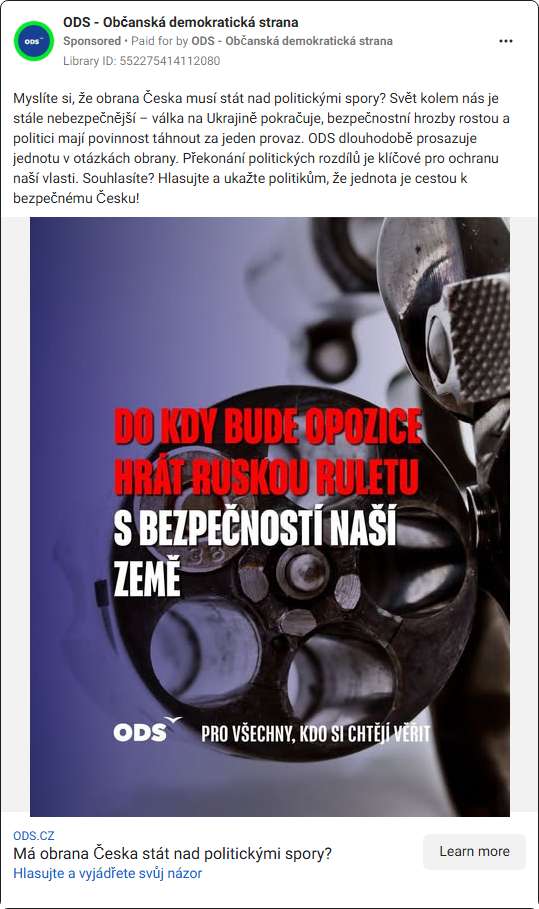 ODS - Občanská demokratická strana
Sponsored • Paid for by ODS - Občanská demokratická strana
Library ID: 552275414112080
Myslíte si, že obrana Česka musí stát nad politickými spory? Svět kolem nás je
stále nebezpečnější – válka na Ukrajině pokračuje, bezpečnostní hrozby rostou a
politici mají povinnost táhnout za jeden provaz. ODS dlouhodobě prosazuje
jednotu v otázkách obrany. Překonání politických rozdílů je klíčové pro ochranu
naší vlasti. Souhlasíte? Hlasujte a ukažte politikům, že jednota je cestou k
bezpečnému Česku!
DO KDY BUDE OPOZICE
HRÁT RUSKOU RULETU
S BEZPEČNOSTÍ NAŠÍ
ZEMĚ
ODS PRO VŠECHNY, KDO SI CHTĚJÍ VĚŘIT
ODS.CZ
Má obrana Česka stát nad politickými spory?
Hlasujte a vyjádřete svůj názor
Learn more